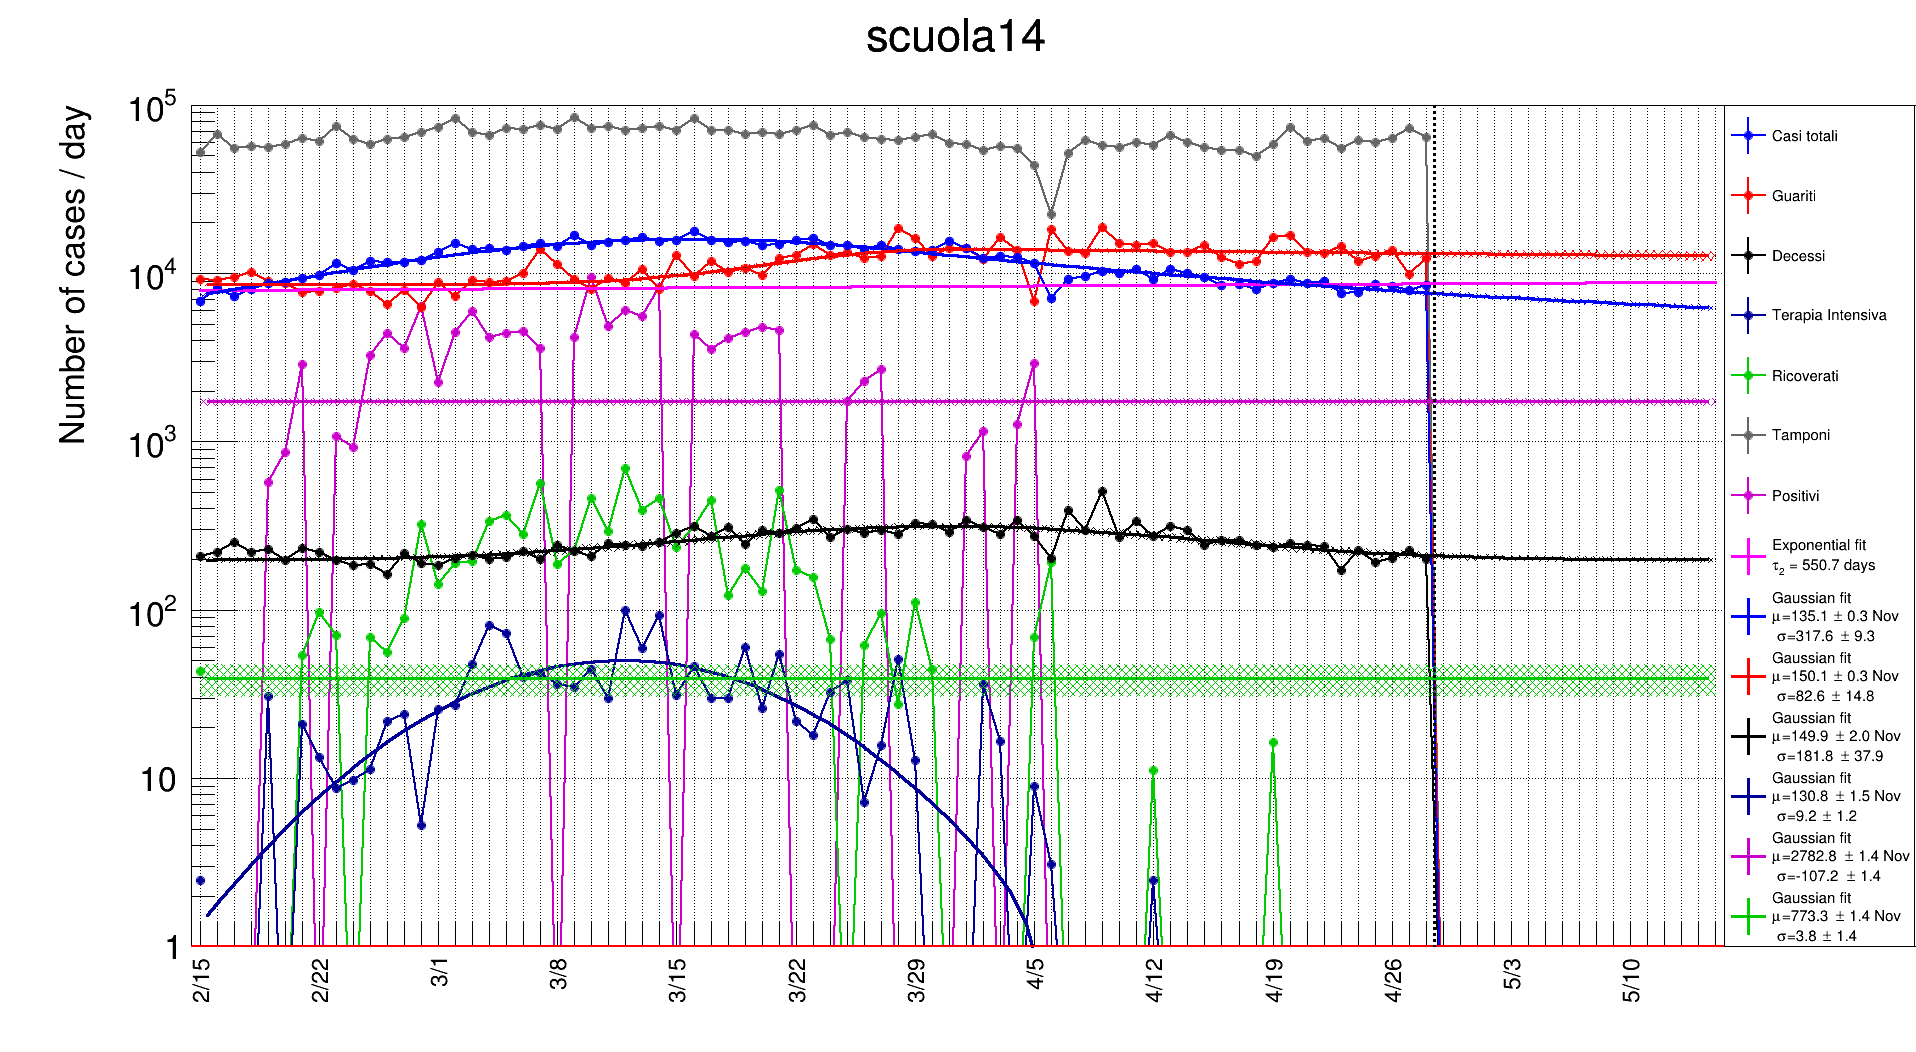 scuola14
Number of cases / day
10^5
10^4
10^3
10^2
10
1
2/15
2/22
3/1
3/8
3/15
3/22
3/29
4/5
4/12
4/19
4/26
5/3
5/10
Casi totali
Guariti
Decessi
Terapia Intensiva
Ricoverati
Tamponi
Positivi
Exponential fit
τ₂ = 550.7 days
Gaussian fit
μ=135.1 ± 0.3 Nov
σ=317.6 ± 9.3
Gaussian fit
μ=150.1 ± 0.3 Nov
σ=82.6 ± 14.8
Gaussian fit
μ=149.9 ± 2.0 Nov
σ=181.8 ± 37.9
Gaussian fit
μ=130.8 ± 1.5 Nov
σ=9.2 ± 1.2
Gaussian fit
μ=2782.8 ± 1.4 Nov
σ=-107.2 ± 1.4
Gaussian fit
μ=773.3 ± 1.4 Nov
σ=3.8 ± 1.4